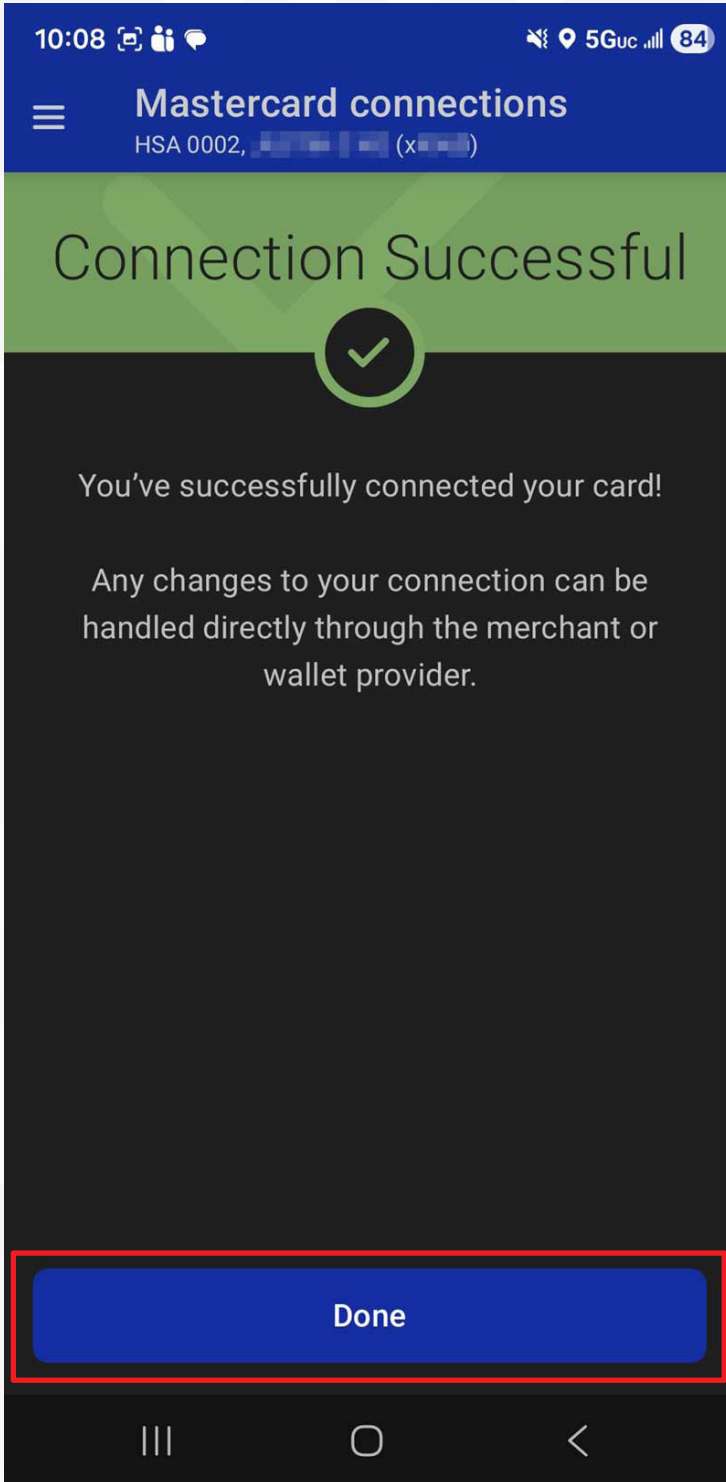 10:08 5GUC 84
Mastercard connections
HSA 0002, (x )
Connection Successful
You’ve successfully connected your card!
Any changes to your connection can be
handled directly through the merchant or
wallet provider.
Done